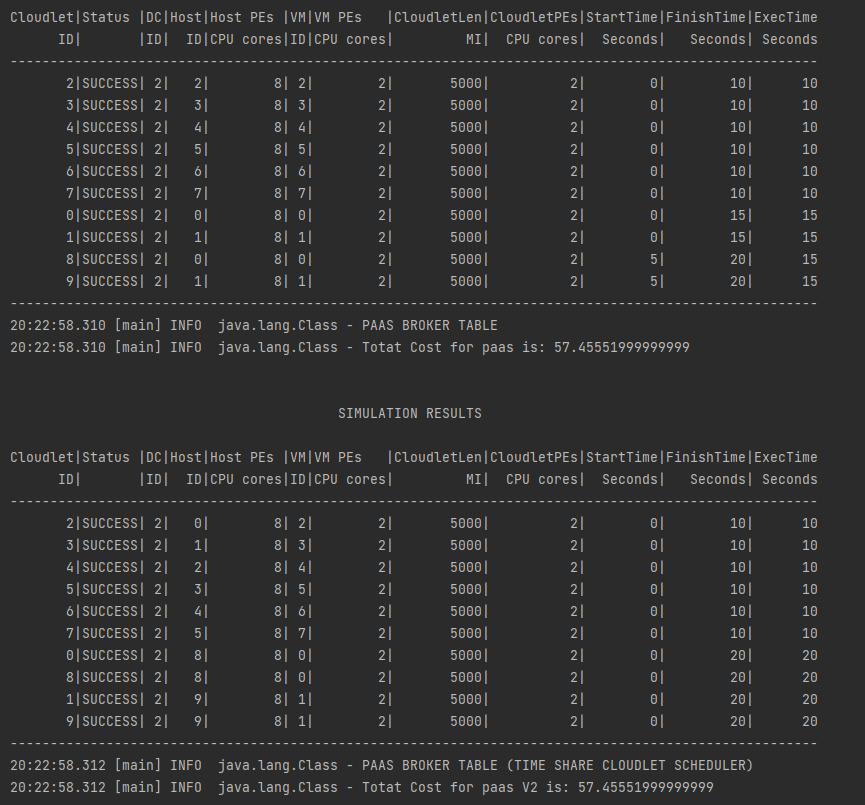 Cloudlet|Status |DC|Host|Host PEs |VM|VM PEs   |CloudletLen|CloudletPEs|StartTime|FinishTime|ExecTime
      ID|       |ID|  ID|CPU cores|ID|CPU cores|         MI|  CPU cores|  Seconds|   Seconds| Seconds
-----------------------------------------------------------------------------------------------------
       2|SUCCESS| 2|   2|        8| 2|        2|       5000|          2|        0|        10|      10
       3|SUCCESS| 2|   3|        8| 3|        2|       5000|          2|        0|        10|      10
       4|SUCCESS| 2|   4|        8| 4|        2|       5000|          2|        0|        10|      10
       5|SUCCESS| 2|   5|        8| 5|        2|       5000|          2|        0|        10|      10
       6|SUCCESS| 2|   6|        8| 6|        2|       5000|          2|        0|        10|      10
       7|SUCCESS| 2|   7|        8| 7|        2|       5000|          2|        0|        10|      10
       0|SUCCESS| 2|   0|        8| 0|        2|       5000|          2|        0|        15|      15
       1|SUCCESS| 2|   1|        8| 1|        2|       5000|          2|        0|        15|      15
       8|SUCCESS| 2|   0|        8| 0|        2|       5000|          2|        5|        20|      15
       9|SUCCESS| 2|   1|        8| 1|        2|       5000|          2|        5|        20|      15
-----------------------------------------------------------------------------------------------------
20:22:58.310 [main] INFO  java.lang.Class - PAAS BROKER TABLE
20:22:58.310 [main] INFO  java.lang.Class - Totat Cost for paas is: 57.45551999999999
                                         SIMULATION RESULTS
Cloudlet|Status |DC|Host|Host PEs |VM|VM PEs   |CloudletLen|CloudletPEs|StartTime|FinishTime|ExecTime
      ID|       |ID|  ID|CPU cores|ID|CPU cores|         MI|  CPU cores|  Seconds|   Seconds| Seconds
-----------------------------------------------------------------------------------------------------
       2|SUCCESS| 2|   0|        8| 2|        2|       5000|          2|        0|        10|      10
       3|SUCCESS| 2|   1|        8| 3|        2|       5000|          2|        0|        10|      10
       4|SUCCESS| 2|   2|        8| 4|        2|       5000|          2|        0|        10|      10
       5|SUCCESS| 2|   3|        8| 5|        2|       5000|          2|        0|        10|      10
       6|SUCCESS| 2|   4|        8| 6|        2|       5000|          2|        0|        10|      10
       7|SUCCESS| 2|   5|        8| 7|        2|       5000|          2|        0|        10|      10
       0|SUCCESS| 2|   8|        8| 0|        2|       5000|          2|        0|        20|      20
       8|SUCCESS| 2|   8|        8| 0|        2|       5000|          2|        0|        20|      20
       1|SUCCESS| 2|   9|        8| 1|        2|       5000|          2|        0|        20|      20
       9|SUCCESS| 2|   9|        8| 1|        2|       5000|          2|        0|        20|      20
-----------------------------------------------------------------------------------------------------
20:22:58.312 [main] INFO  java.lang.Class - PAAS BROKER TABLE (TIME SHARE CLOUDLET SCHEDULER)
20:22:58.312 [main] INFO  java.lang.Class - Totat Cost for paas V2 is: 57.45551999999999